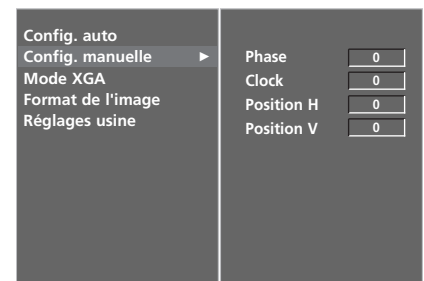 Config. auto
Config. manuelle ►
Mode XGA
Format de l'image
Réglages usine
Phase 0
Clock 0
Position H 0
Position V 0